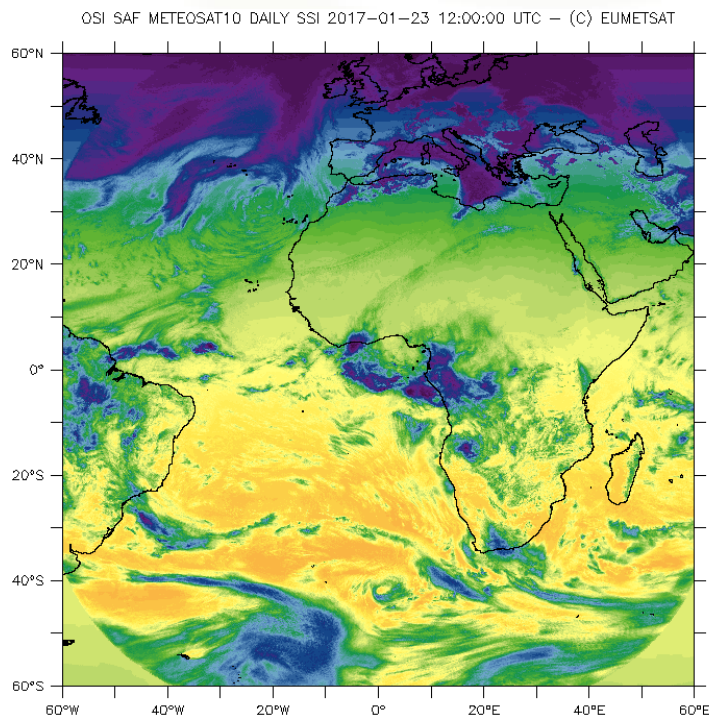 OSI SAF METEOSAT10 DAILY SSI 2017-01-23 12:00:00 UTC - (C) EUMETSAT
60°N
40°N
20°N
0°
20°S
40°S
60°S
60°W 40°W 20°W 0° 20°E 40°E 60°E